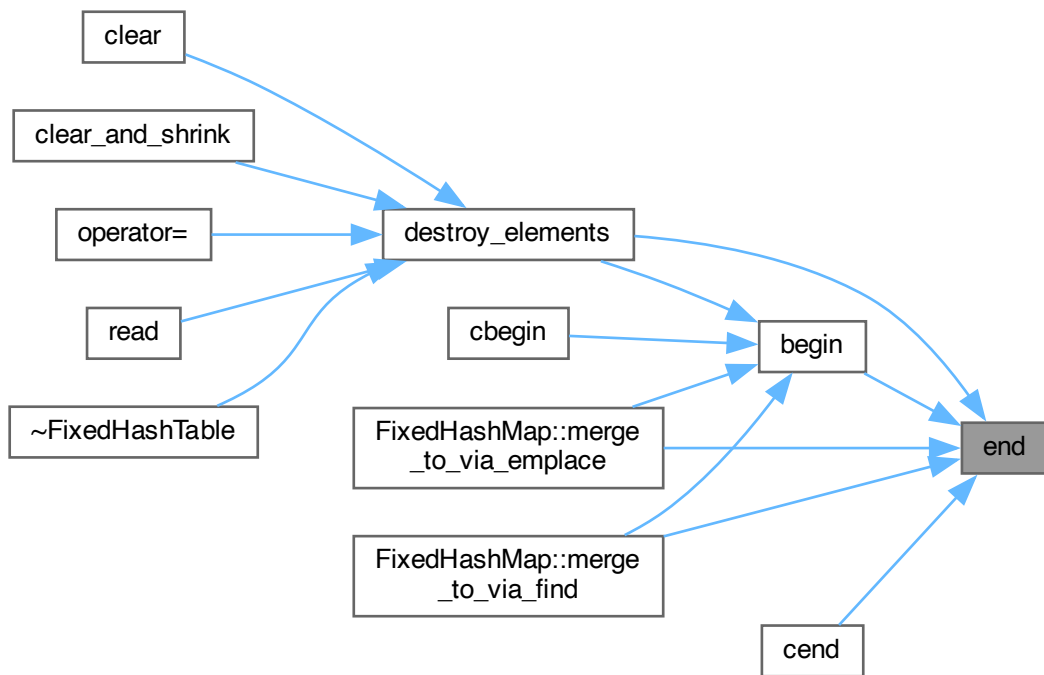 clear
clear_and_shrink
operator=
read
~FixedHashTable
destroy_elements
cbegin
FixedHashMap::merge
_to_via_emplace
FixedHashMap::merge
_to_via_find
begin
cend
end